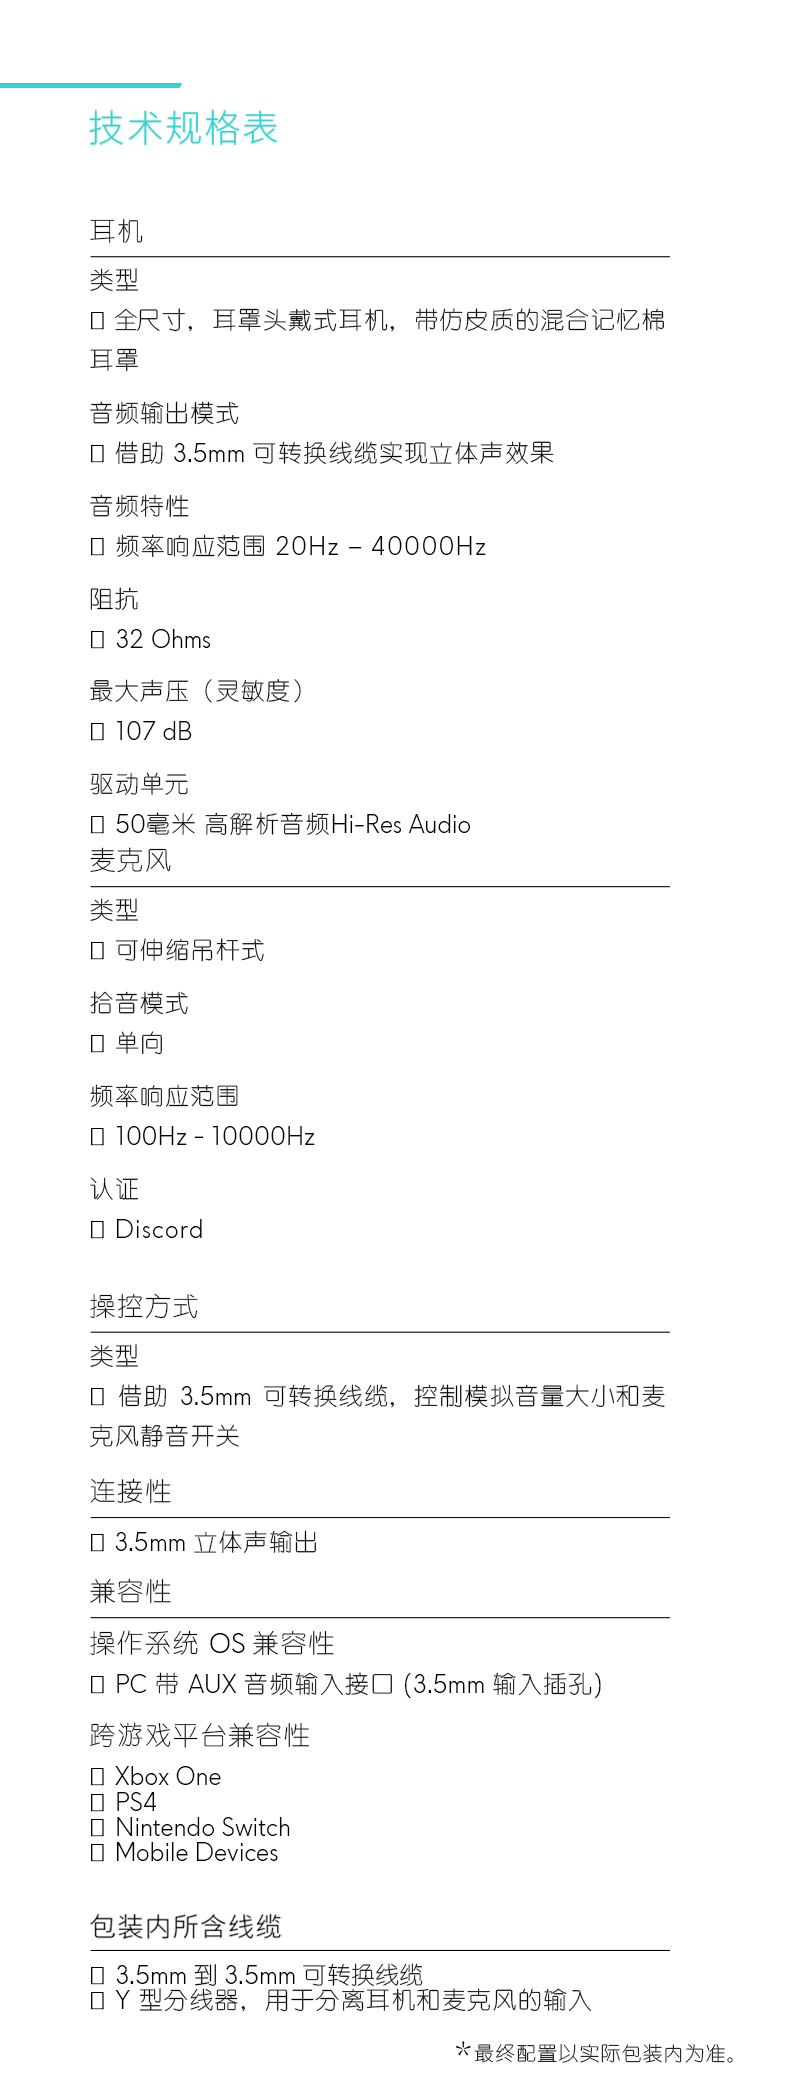 技术规格表
耳机
类型
▯ 全尺寸，耳罩头戴式耳机，带仿皮质的混合记忆棉
耳罩
音频输出模式
▯ 借助 3.5mm 可转换线缆实现立体声效果
音频特性
▯ 频率响应范围 20Hz – 40000Hz
阻抗
▯ 32 Ohms
最大声压（灵敏度）
▯ 107 dB
驱动单元
▯ 50毫米 高解析音频Hi-Res Audio
麦克风
类型
▯ 可伸缩吊杆式
拾音模式
▯ 单向
频率响应范围
▯ 100Hz - 10000Hz
认证
▯ Discord
操控方式
类型
▯ 借助 3.5mm 可转换线缆，控制模拟音量大小和麦
克风静音开关
连接性
▯ 3.5mm 立体声输出
兼容性
操作系统 OS 兼容性
▯ PC 带 AUX 音频输入接口 (3.5mm 输入插孔)
跨游戏平台兼容性
▯ Xbox One
▯ PS4
▯ Nintendo Switch
▯ Mobile Devices
包装内所含线缆
▯ 3.5mm 到 3.5mm 可转换线缆
▯ Y 型分线器，用于分离耳机和麦克风的输入
*最终配置以实际包装内为准。